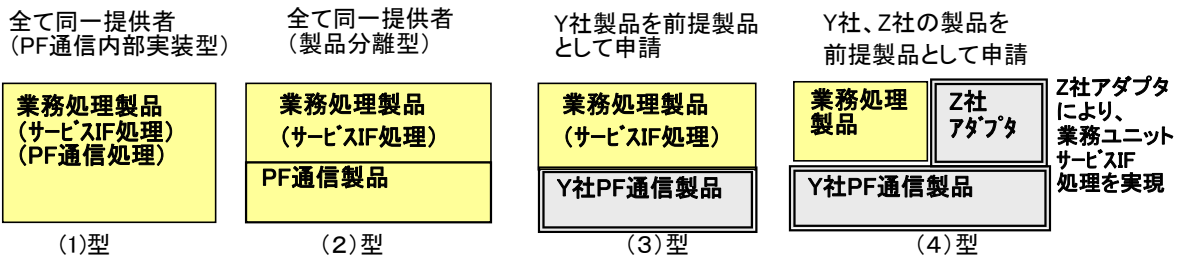 全て同一提供者
（PF通信内部実装型）
業務処理製品
（サービスIF処理）
（PF通信処理）
(1)型
全て同一提供者
（製品分離型）
業務処理製品
（サービスIF処理）
PF通信製品
（２）型
Y社製品を前提製品
として申請
業務処理製品
（サービスIF処理）
Y社PF通信製品
（３）型
Y社、Z社の製品を
前提製品として申請
業務処理
製品
Z社
アダプタ
Y社PF通信製品
Z社アダプタ
により、
業務ユニット
サービスIF
処理を実現
（４）型